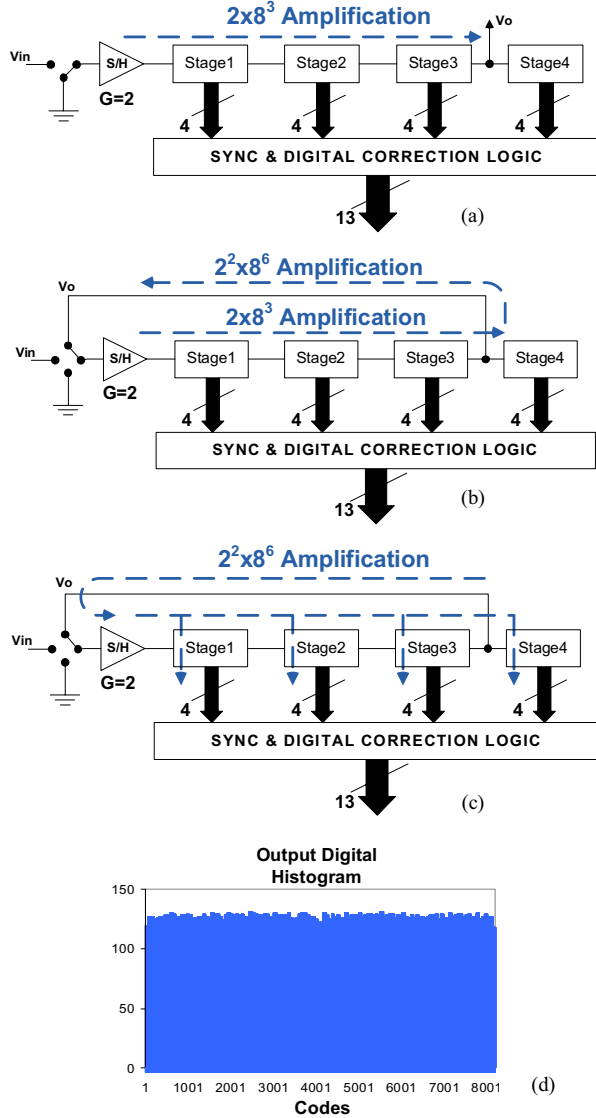 2x8³ Amplification
Vo
Vin
S/H
Stage1
Stage2
Stage3
Stage4
G=2
4
4
4
4
SYNC & DIGITAL CORRECTION LOGIC
13
(a)
2²x8⁶ Amplification
Vo
2x8³ Amplification
Vin
S/H
Stage1
Stage2
Stage3
Stage4
G=2
4
4
4
4
SYNC & DIGITAL CORRECTION LOGIC
13
(b)
2²x8⁶ Amplification
Vo
Vin
S/H
Stage1
Stage2
Stage3
Stage4
G=2
4
4
4
4
SYNC & DIGITAL CORRECTION LOGIC
13
(c)
Output Digital
Histogram
150
100
50
0
1 1001 2001 3001 4001 5001 6001 7001 8001
Codes
(d)